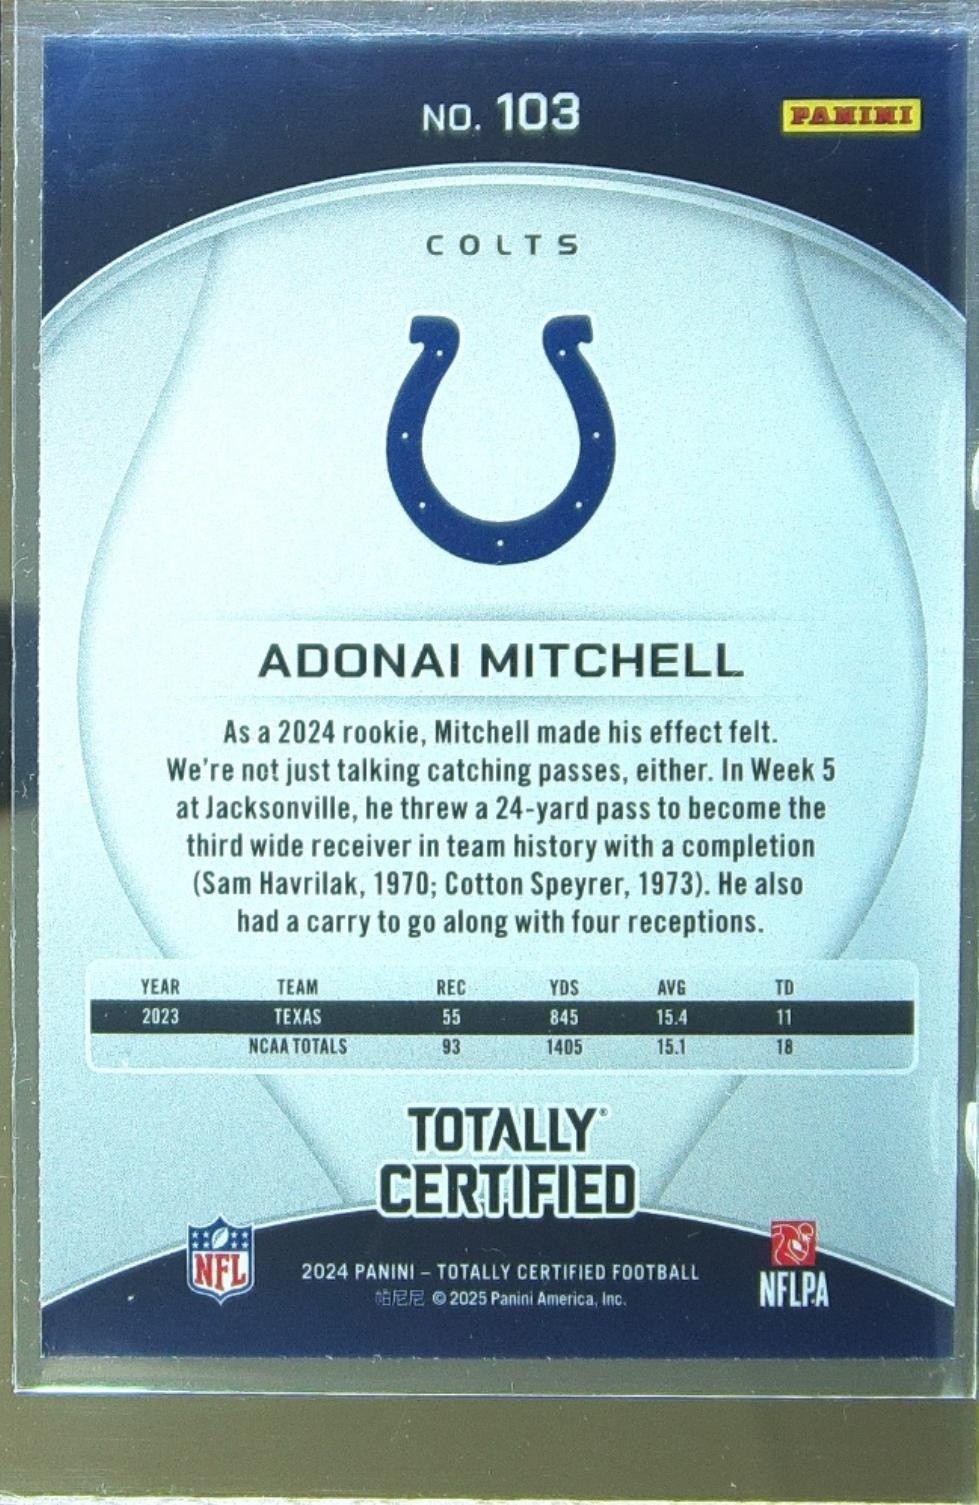 NO. 103
PANINI
COLTS
ADONAI MITCHELL
As a 2024 rookie, Mitchell made his effect felt.
We're not just talking catching passes, either. In Week 5
at Jacksonville, he threw a 24-yard pass to become the
third wide receiver in team history with a completion
(Sam Havrilak, 1970; Cotton Speyrer, 1973). He also
had a carry to go along with four receptions.
YEAR TEAM REC YDS AVG TD
2023 TEXAS 55 845 15.4 11
NCAA TOTALS 93 1405 15.1 18
TOTALLY®
CERTIFIED
NFL
2024 PANINI – TOTALLY CERTIFIED FOOTBALL
帕尼尼 © 2025 Panini America, Inc.
NFLPA